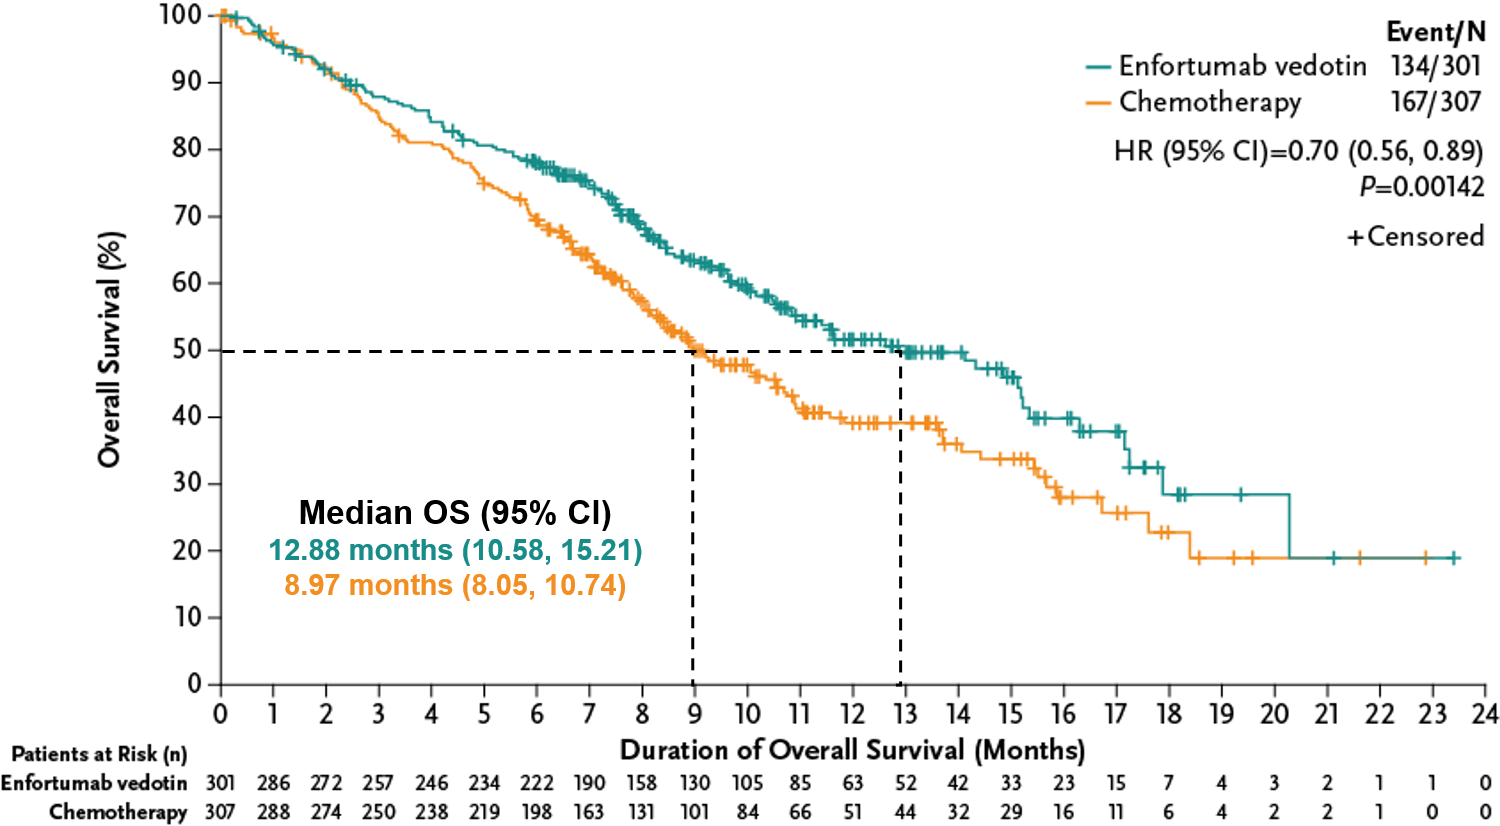 Event/N
Enfortumab vedotin 134/301
Chemotherapy 167/307
HR (95% CI)=0.70 (0.56, 0.89)
P=0.00142
+Censored
Overall Survival (%)
100
90
80
70
60
50
40
30
20
10
0
Median OS (95% CI)
12.88 months (10.58, 15.21)
8.97 months (8.05, 10.74)
0 1 2 3 4 5 6 7 8 9 10 11 12 13 14 15 16 17 18 19 20 21 22 23 24
Duration of Overall Survival (Months)
Patients at Risk (n)
Enfortumab vedotin 301 286 272 257 246 234 222 190 158 130 105 85 63 52 42 33 23 15 7 4 3 2 1 1 0
Chemotherapy 307 288 274 250 238 219 198 163 131 101 84 66 51 44 32 29 16 11 6 4 2 2 1 0 0